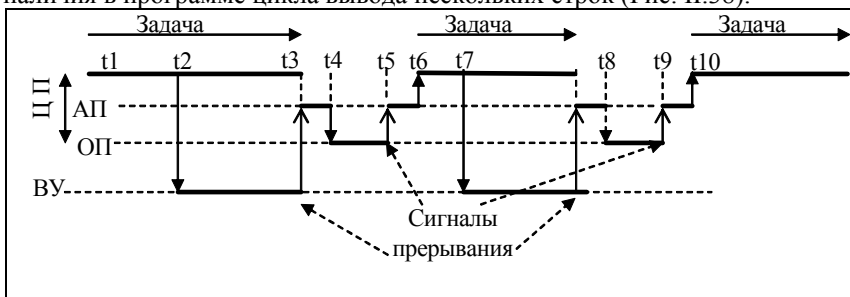 наличия в программе цикла вывода нескольких строк (Рис. II.38).
Задача Задача Задача
t1 t2 t3 t4 t5 t6 t7 t8 t9 t10
Ц П
АП
ОП
ВУ
Сигналы
прерывания